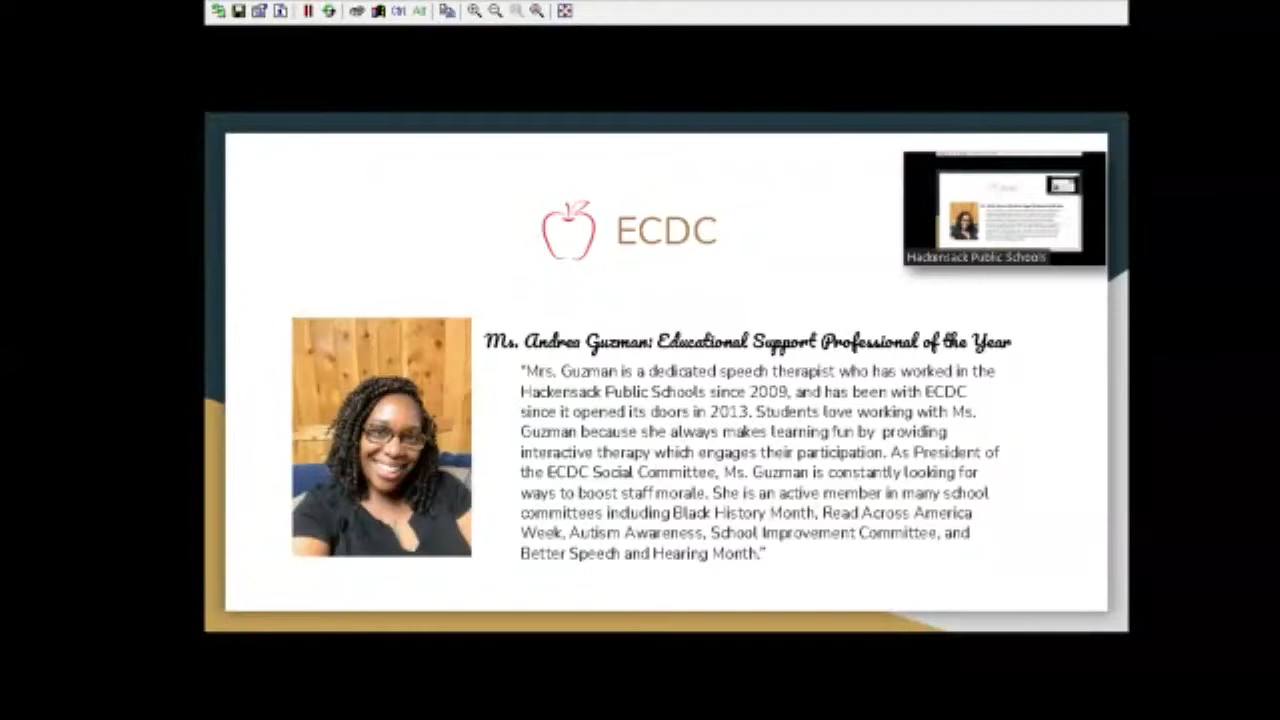 Ctrl Alt
ECDC
Hackensack Public Schools
Ms. Andrea Guzman: Educational Support Professional of the Year
"Mrs. Guzman is a dedicated speech therapist who has worked in the
Hackensack Public Schools since 2009, and has been with ECDC
since it opened its doors in 2013. Students love working with Ms.
Guzman because she always makes learning fun by providing
interactive therapy which engages their participation. As President of
the ECDC Social Committee, Ms. Guzman is constantly looking for
ways to boost staff morale. She is an active member in many school
committees including Black History Month, Read Across America
Week, Autism Awareness, School Improvement Committee, and
Better Speech and Hearing Month."